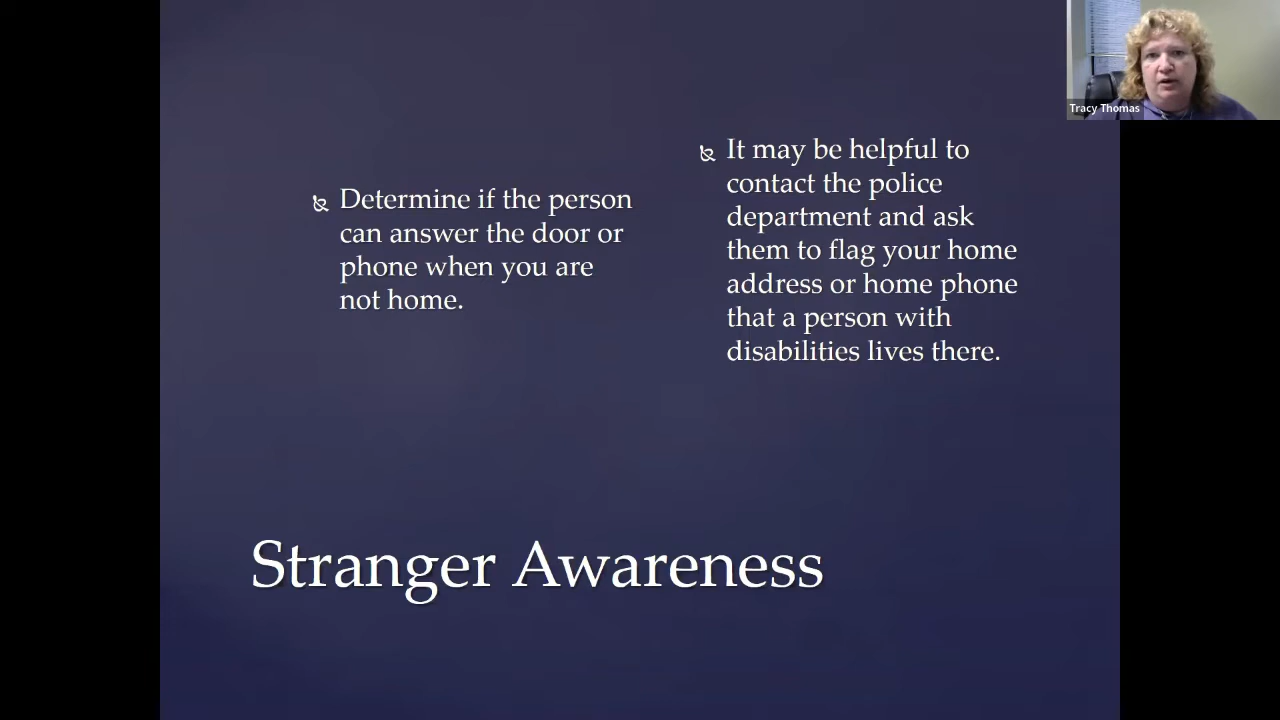 Tracy Thomas
Determine if the person
can answer the door or
phone when you are
not home.
It may be helpful to
contact the police
department and ask
them to flag your home
address or home phone
that a person with
disabilities lives there.
Stranger Awareness